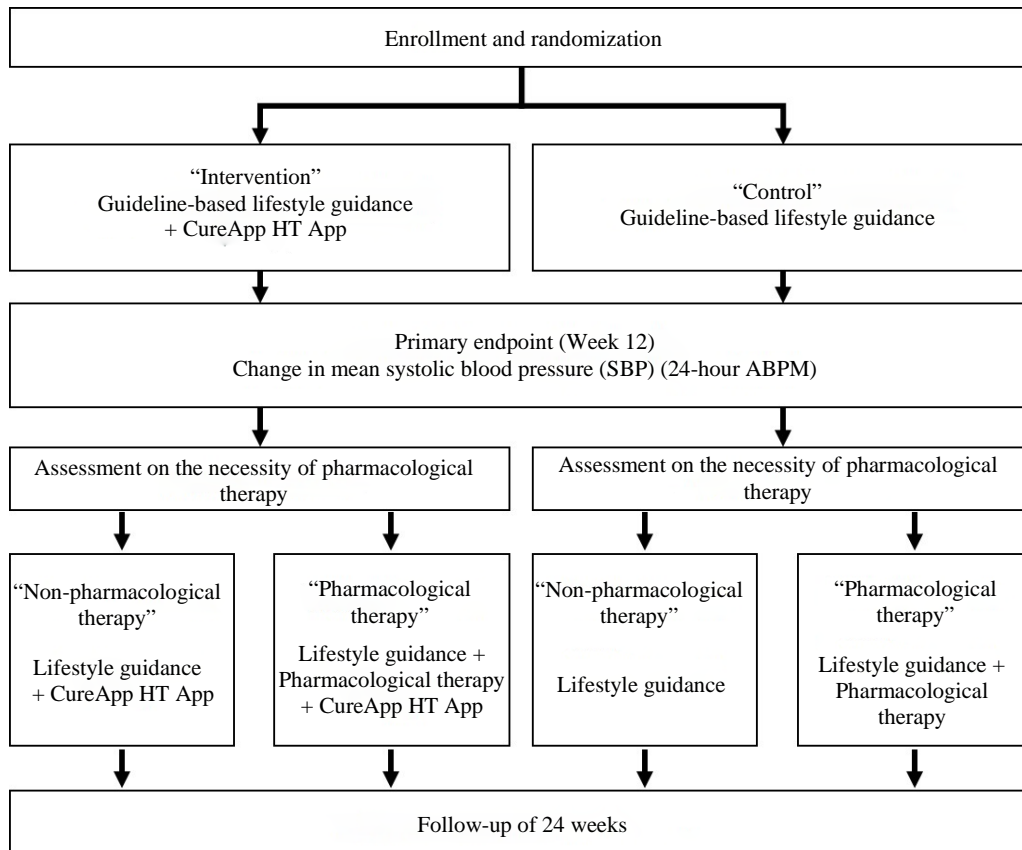 Enrollment and randomization
“Intervention”
Guideline-based lifestyle guidance
+ CureApp HT App
“Control”
Guideline-based lifestyle guidance
Primary endpoint (Week 12)
Change in mean systolic blood pressure (SBP) (24-hour ABPM)
Assessment on the necessity of pharmacological
therapy
Assessment on the necessity of pharmacological
therapy
“Non-pharmacological
therapy”
Lifestyle guidance
+ CureApp HT App
“Pharmacological
therapy”
Lifestyle guidance +
Pharmacological therapy
+ CureApp HT App
“Non-pharmacological
therapy”
Lifestyle guidance
“Pharmacological
therapy”
Lifestyle guidance +
Pharmacological
therapy
Follow-up of 24 weeks